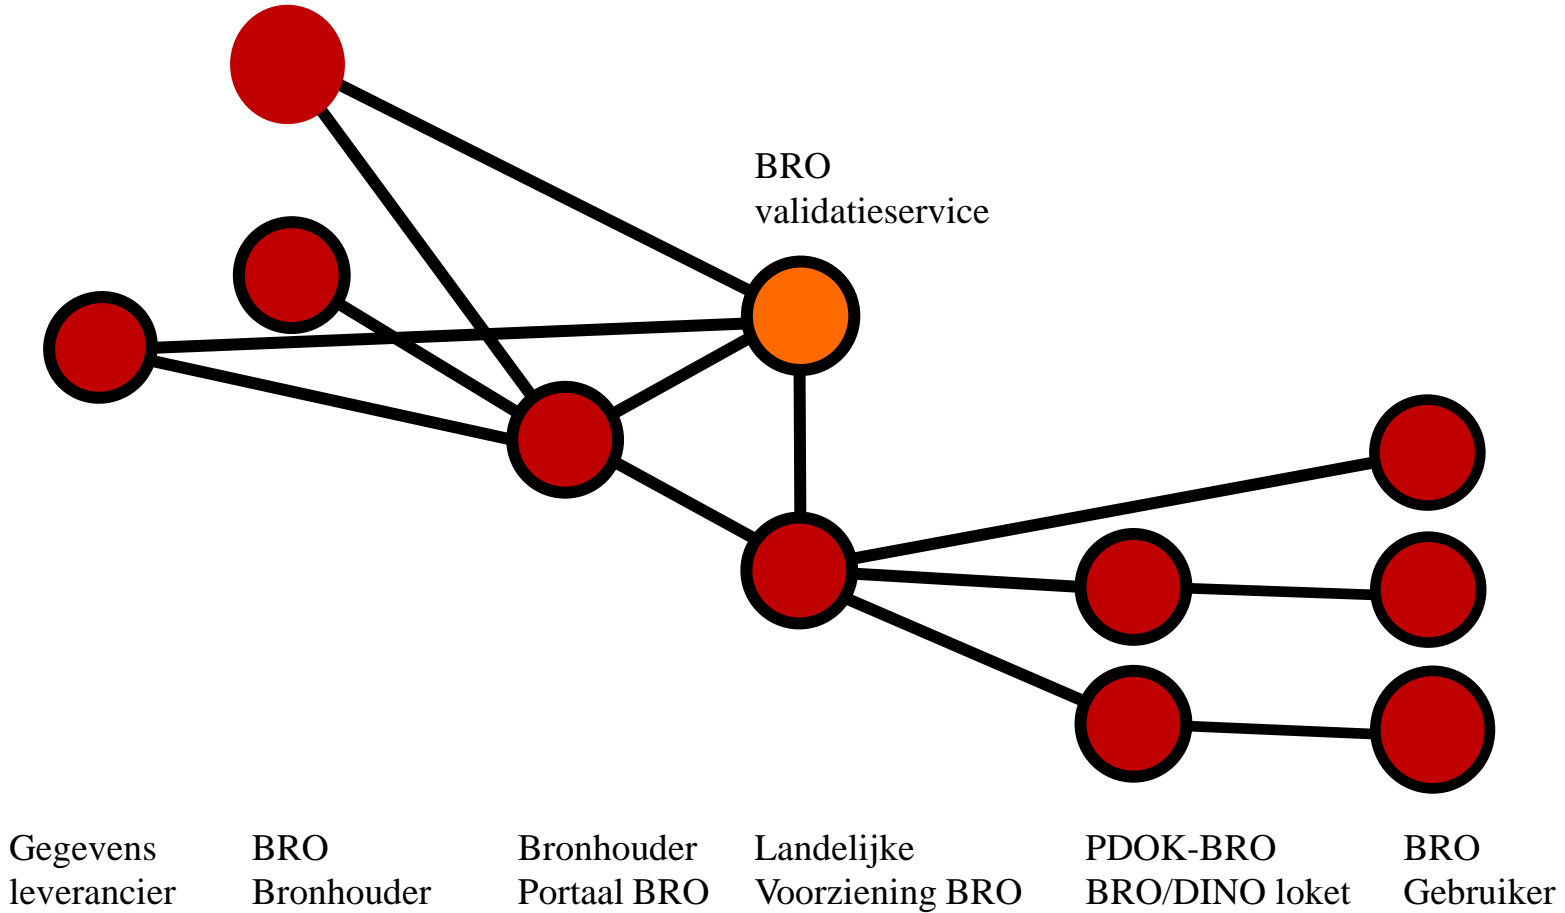 BRO
validatieservice
Gegevens
leverancier
BRO
Bronhouder
Bronhouder
Portaal BRO
Landelijke
Voorziening BRO
PDOK-BRO
BRO/DINO loket
BRO
Gebruiker